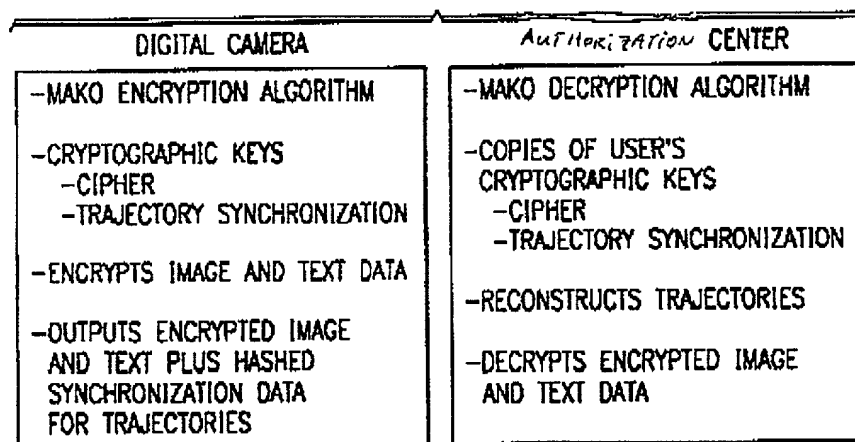 DIGITAL CAMERA
-MAKO ENCRYPTION ALGORITHM
-CRYPTOGRAPHIC KEYS
-CIPHER
-TRAJECTORY SYNCHRONIZATION
-ENCRYPTS IMAGE AND TEXT DATA
-OUTPUTS ENCRYPTED IMAGE
AND TEXT PLUS HASHED
SYNCHRONIZATION DATA
FOR TRAJECTORIES
AUTHORIZATION CENTER
-MAKO DECRYPTION ALGORITHM
-COPIES OF USER'S
CRYPTOGRAPHIC KEYS
-CIPHER
-TRAJECTORY SYNCHRONIZATION
-RECONSTRUCTS TRAJECTORIES
-DECRYPTS ENCRYPTED IMAGE
AND TEXT DATA